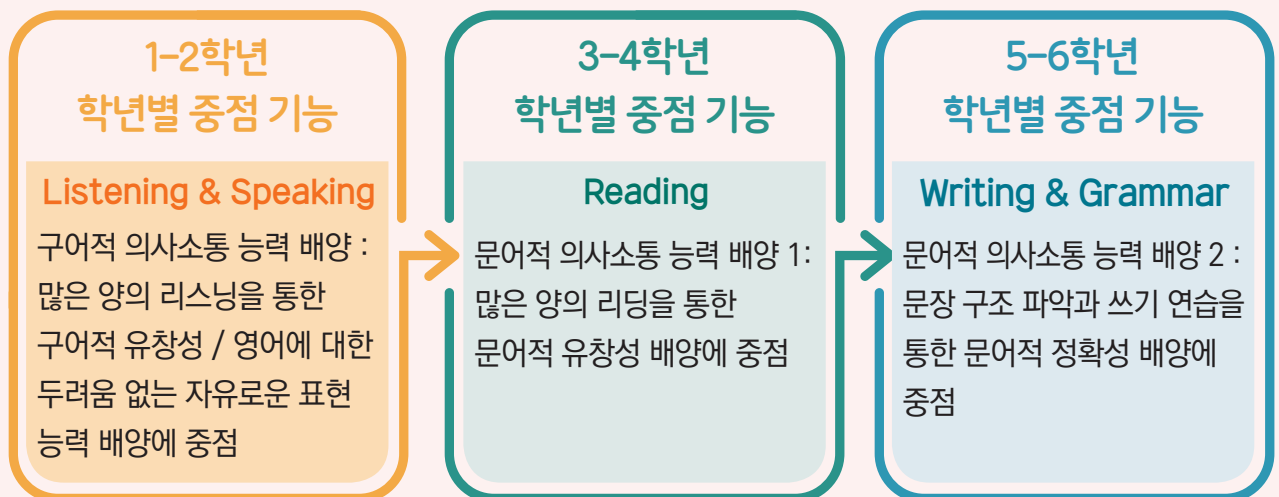 1-2학년
학년별 중점 기능
Listening & Speaking
구어적 의사소통 능력 배양 :
많은 양의 리스닝을 통한
구어적 유창성 / 영어에 대한
두려움 없는 자유로운 표현
능력 배양에 중점
3-4학년
학년별 중점 기능
Reading
문어적 의사소통 능력 배양 1:
많은 양의 리딩을 통한
문어적 유창성 배양에 중점
5-6학년
학년별 중점 기능
Writing & Grammar
문어적 의사소통 능력 배양 2 :
문장 구조 파악과 쓰기 연습을
통한 문어적 정확성 배양에
중점